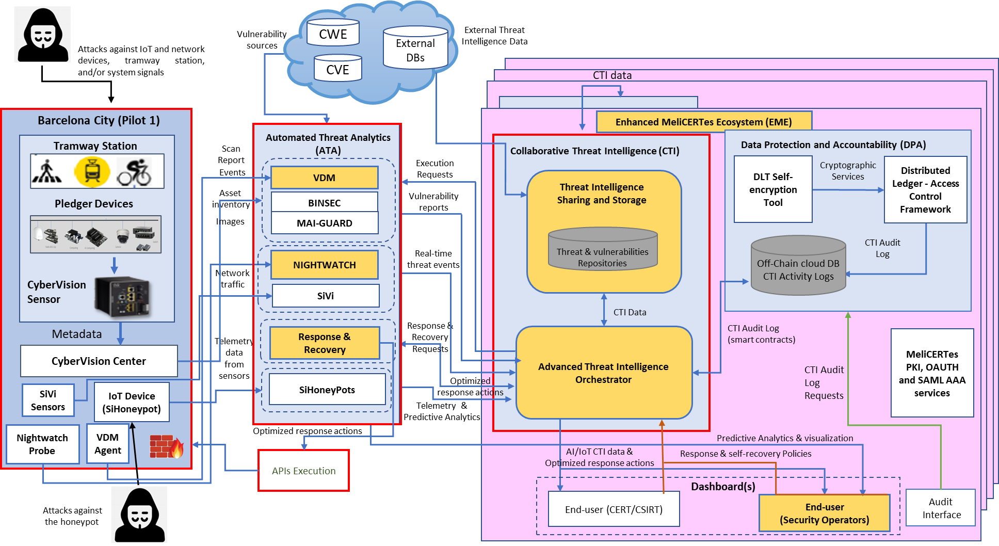 Attacks against IoT and network
devices, tramway station,
and/or system signals
Vulnerability
sources
CWE
CVE
External
DBs
External Threat
Intelligence Data
CTI data
Barcelona City (Pilot 1)
Tramway Station
Pledger Devices
CyberVision
Sensor
Metadata
CyberVision Center
SiVi
Sensors
IoT Device
(SiHoneypot)
Nightwatch
Probe
VDM
Agent
Attacks against
the honeypot
Scan
Report
Events
Asset
inventory
Images
Network
traffic
Telemetry
data
from
sensors
Automated Threat Analytics
(ATA)
VDM
BINSEC
MAI-GUARD
NIGHTWATCH
SiVi
Response &
Recovery
SiHoneyPots
Optimized response actions
APIs Execution
Execution
Requests
Vulnerability
reports
Real-time
threat events
Response &
Recovery
Requests
Optimized
response actions
Telemetry &
Predictive Analytics
Enhanced MeliCERTes Ecosystem (EME)
Collaborative Threat Intelligence (CTI)
Threat Intelligence
Sharing and Storage
Threat & vulnerabilities
Repositories
CTI Data
Advanced Threat Intelligence
Orchestrator
Data Protection and Accountability (DPA)
DLT Self-
encryption
Tool
Cryptographic
Services
Distributed
Ledger - Access
Control
Framework
CTI Audit
Log
Off-Chain cloud DB
CTI Activity Logs
CTI Audit Log
(smart contracts)
CTI Audit
Log
Requests
MeliCERTes
PKI, OAUTH
and SAML AAA
services
Predictive Analytics & visualization
AI/IoT CTI data &
Optimized response actions
Response & self-recovery Policies
Dashboard(s)
End-user (CERT/CSIRT)
End-user
(Security Operators)
Audit
Interface